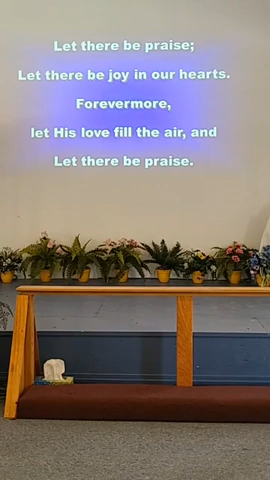 Let there be praise;
Let there be joy in our hearts.
Forevermore,
let His love fill the air, and
Let there be praise.